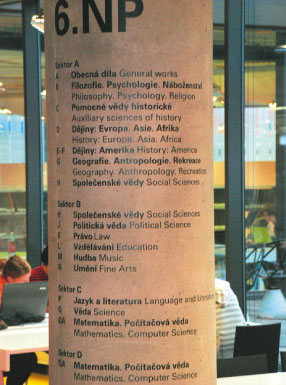 6.NP
Sektor A
A Obecná díla General works
B Filozofie. Psychologie. Náboženství
Philosophy. Psychology. Religion
C Pomocné vědy historické
Auxiliary sciences of history
D Dějiny: Evropa. Asie. Afrika
History: Europe. Asia. Africa
E-F Dějiny: Amerika History: America
G Geografie. Antropologie. Rekreace
Geography. Anthropology. Recreation
H Společenské vědy Social Sciences
Sektor B
H Společenské vědy Social Sciences
J Politická věda Political Science
K Právo Law
L Vzdělávání Education
M Hudba Music
N Umění Fine Arts
Sektor C
P Jazyk a literatura Language and Literature
Q Věda Science
QA Matematika. Počítačová věda
Mathematics. Computer Science
Sektor D
QA Matematika. Počítačová věda
Mathematics. Computer Science